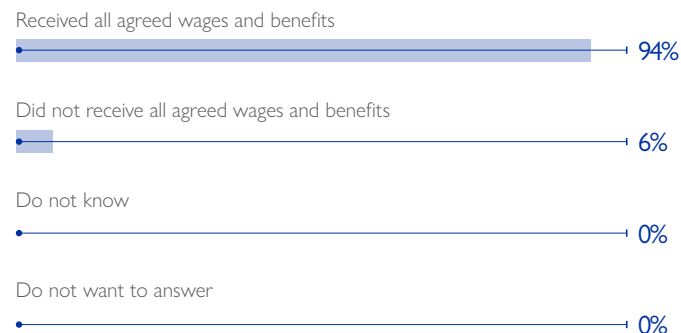 Received all agreed wages and benefits
94%
Did not receive all agreed wages and benefits
6%
Do not know
0%
Do not want to answer
0%